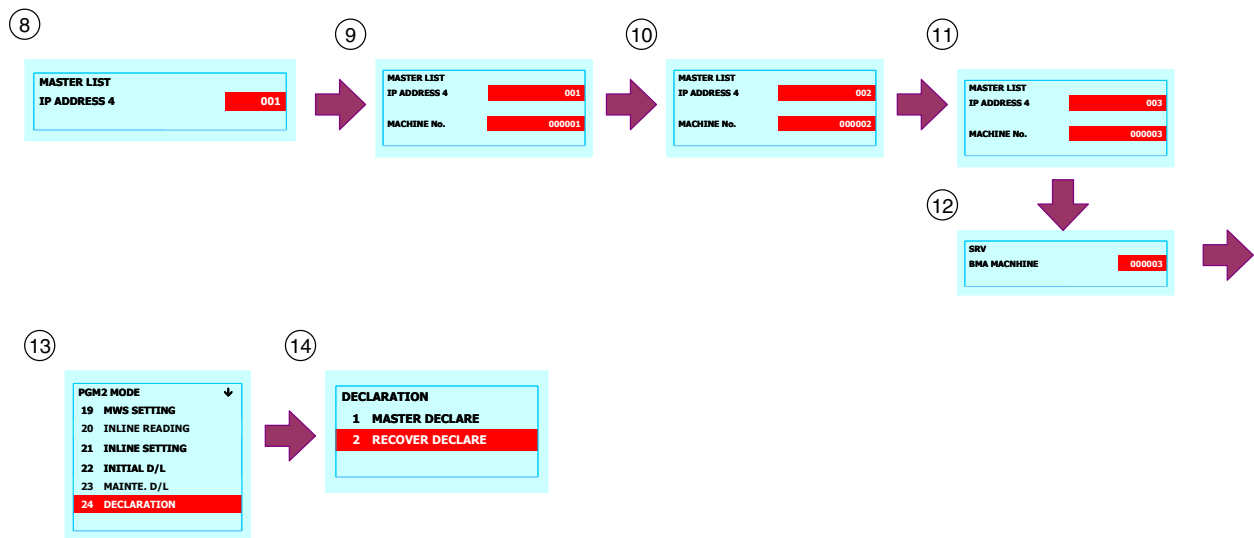 8
MASTER LIST
IP ADDRESS 4 001
9
MASTER LIST
IP ADDRESS 4 001
MACHINE No. 000001
10
MASTER LIST
IP ADDRESS 4 002
MACHINE No. 000002
11
MASTER LIST
IP ADDRESS 4 003
MACHINE No. 000003
12
SRV
BMA MACNHINE 000003
13
PGM2 MODE
19 MWS SETTING
20 INLINE READING
21 INLINE SETTING
22 INITIAL D/L
23 MAINTE. D/L
24 DECLARATION
14
DECLARATION
1 MASTER DECLARE
2 RECOVER DECLARE